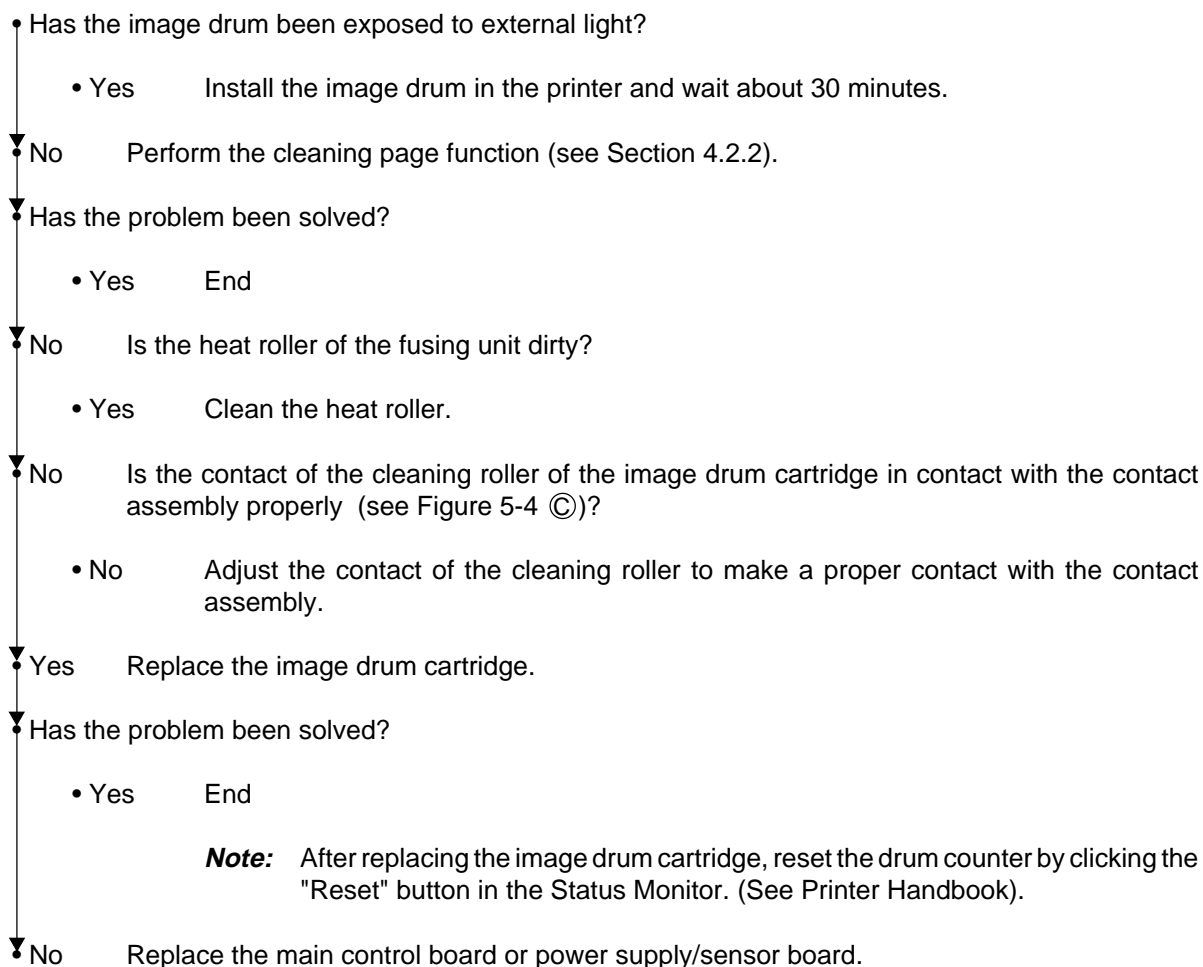 • Has the image drum been exposed to external light?
• Yes Install the image drum in the printer and wait about 30 minutes.
• No Perform the cleaning page function (see Section 4.2.2).
• Has the problem been solved?
• Yes End
• No Is the heat roller of the fusing unit dirty?
• Yes Clean the heat roller.
• No Is the contact of the cleaning roller of the image drum cartridge in contact with the contact
assembly properly (see Figure 5-4 Ⓒ)?
• No Adjust the contact of the cleaning roller to make a proper contact with the contact
assembly.
• Yes Replace the image drum cartridge.
• Has the problem been solved?
• Yes End
Note: After replacing the image drum cartridge, reset the drum counter by clicking the
"Reset" button in the Status Monitor. (See Printer Handbook).
• No Replace the main control board or power supply/sensor board.